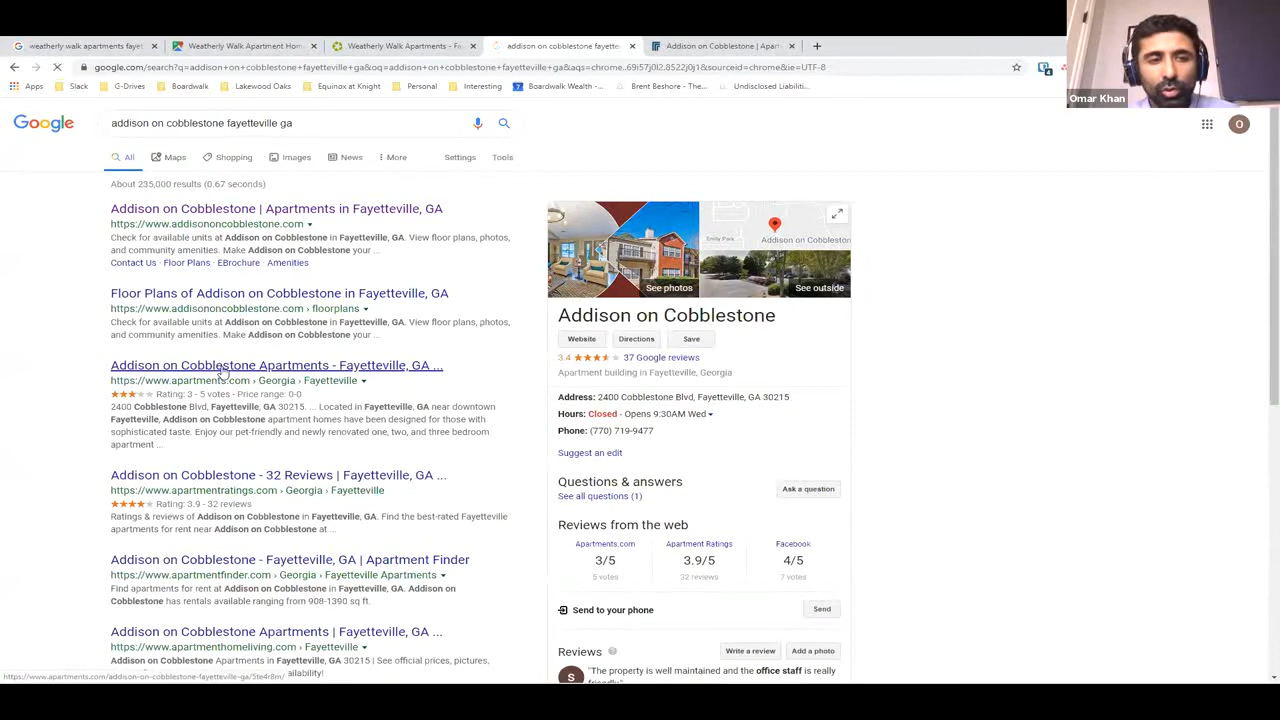 weatherly walk apartments faye
Weatherly Walk Apartment Hom
Weatherly Walk Apartments - Fa
addison on cobblestone fayette
Addison on Cobblestone | Apart
google.com/search?q=addison+on+cobblestone+fayetteville+ga&oq=addison+on+cobblestone+fayetteville+ga&aqs=chrome..69i57j0l2.8522j0j1&sourceid=chrome&ie=UTF-8
Apps Slack G-Drives Boardwalk Lakewood Oaks Equinox at Knight Personal Interesting Boardwalk Wealth -... Brent Beshore - The... Undisclosed Liabiliti...
Omar Khan
Google
addison on cobblestone fayetteville ga
O
All Maps Shopping Images News More Settings Tools
About 235,000 results (0.67 seconds)
Addison on Cobblestone | Apartments in Fayetteville, GA
https://www.addisononcobblestone.com
Check for available units at Addison on Cobblestone in Fayetteville, GA. View floor plans, photos,
and community amenities. Make Addison on Cobblestone your ...
Contact Us · Floor Plans · EBrochure · Amenities
Floor Plans of Addison on Cobblestone in Fayetteville, GA
https://www.addisononcobblestone.com › floorplans
Check for available units at Addison on Cobblestone in Fayetteville, GA. View floor plans, photos,
and community amenities. Make Addison on Cobblestone your ...
Addison on Cobblestone Apartments - Fayetteville, GA ...
https://www.apartments.com › Georgia › Fayetteville
Rating: 3 - 5 votes - Price range: 0-0
2400 Cobblestone Blvd, Fayetteville, GA 30215. ... Located in Fayetteville, GA near downtown
Fayetteville, Addison on Cobblestone apartment homes have been designed for those with
sophisticated taste. Enjoy our pet-friendly and newly renovated one, two, and three bedroom
apartment ...
Addison on Cobblestone - 32 Reviews | Fayetteville, GA ...
https://www.apartmentratings.com › Georgia › Fayetteville
Rating: 3.9 - 32 reviews
Ratings & reviews of Addison on Cobblestone in Fayetteville, GA. Find the best-rated Fayetteville
apartments for rent near Addison on Cobblestone at ...
Addison on Cobblestone - Fayetteville, GA | Apartment Finder
https://www.apartmentfinder.com › Georgia › Fayetteville Apartments
Find apartments for rent at Addison on Cobblestone in Fayetteville, GA. Addison on
Cobblestone has rentals available ranging from 908-1390 sq ft.
Addison on Cobblestone Apartments | Fayetteville, GA ...
https://www.apartmenthomeliving.com › Fayetteville
Addison on Cobblestone Apartments in Fayetteville, GA 30215 | See official prices, pictures,
ailability!
https://www.apartments.com/addison-on-cobblestone-fayetteville-ga/5te4r8m/
Emily Park
Addison on Cobbleston
See photos
See outside
Addison on Cobblestone
Website Directions Save
3.4 37 Google reviews
Apartment building in Fayetteville, Georgia
Address: 2400 Cobblestone Blvd, Fayetteville, GA 30215
Hours: Closed · Opens 9:30AM Wed
Phone: (770) 719-9477
Suggest an edit
Questions & answers
See all questions (1)
Ask a question
Reviews from the web
Apartments.com Apartment Ratings Facebook
3/5 3.9/5 4/5
5 votes 32 reviews 7 votes
Send to your phone Send
Reviews Write a review Add a photo
S
"The property is well maintained and the office staff is really
friendly."